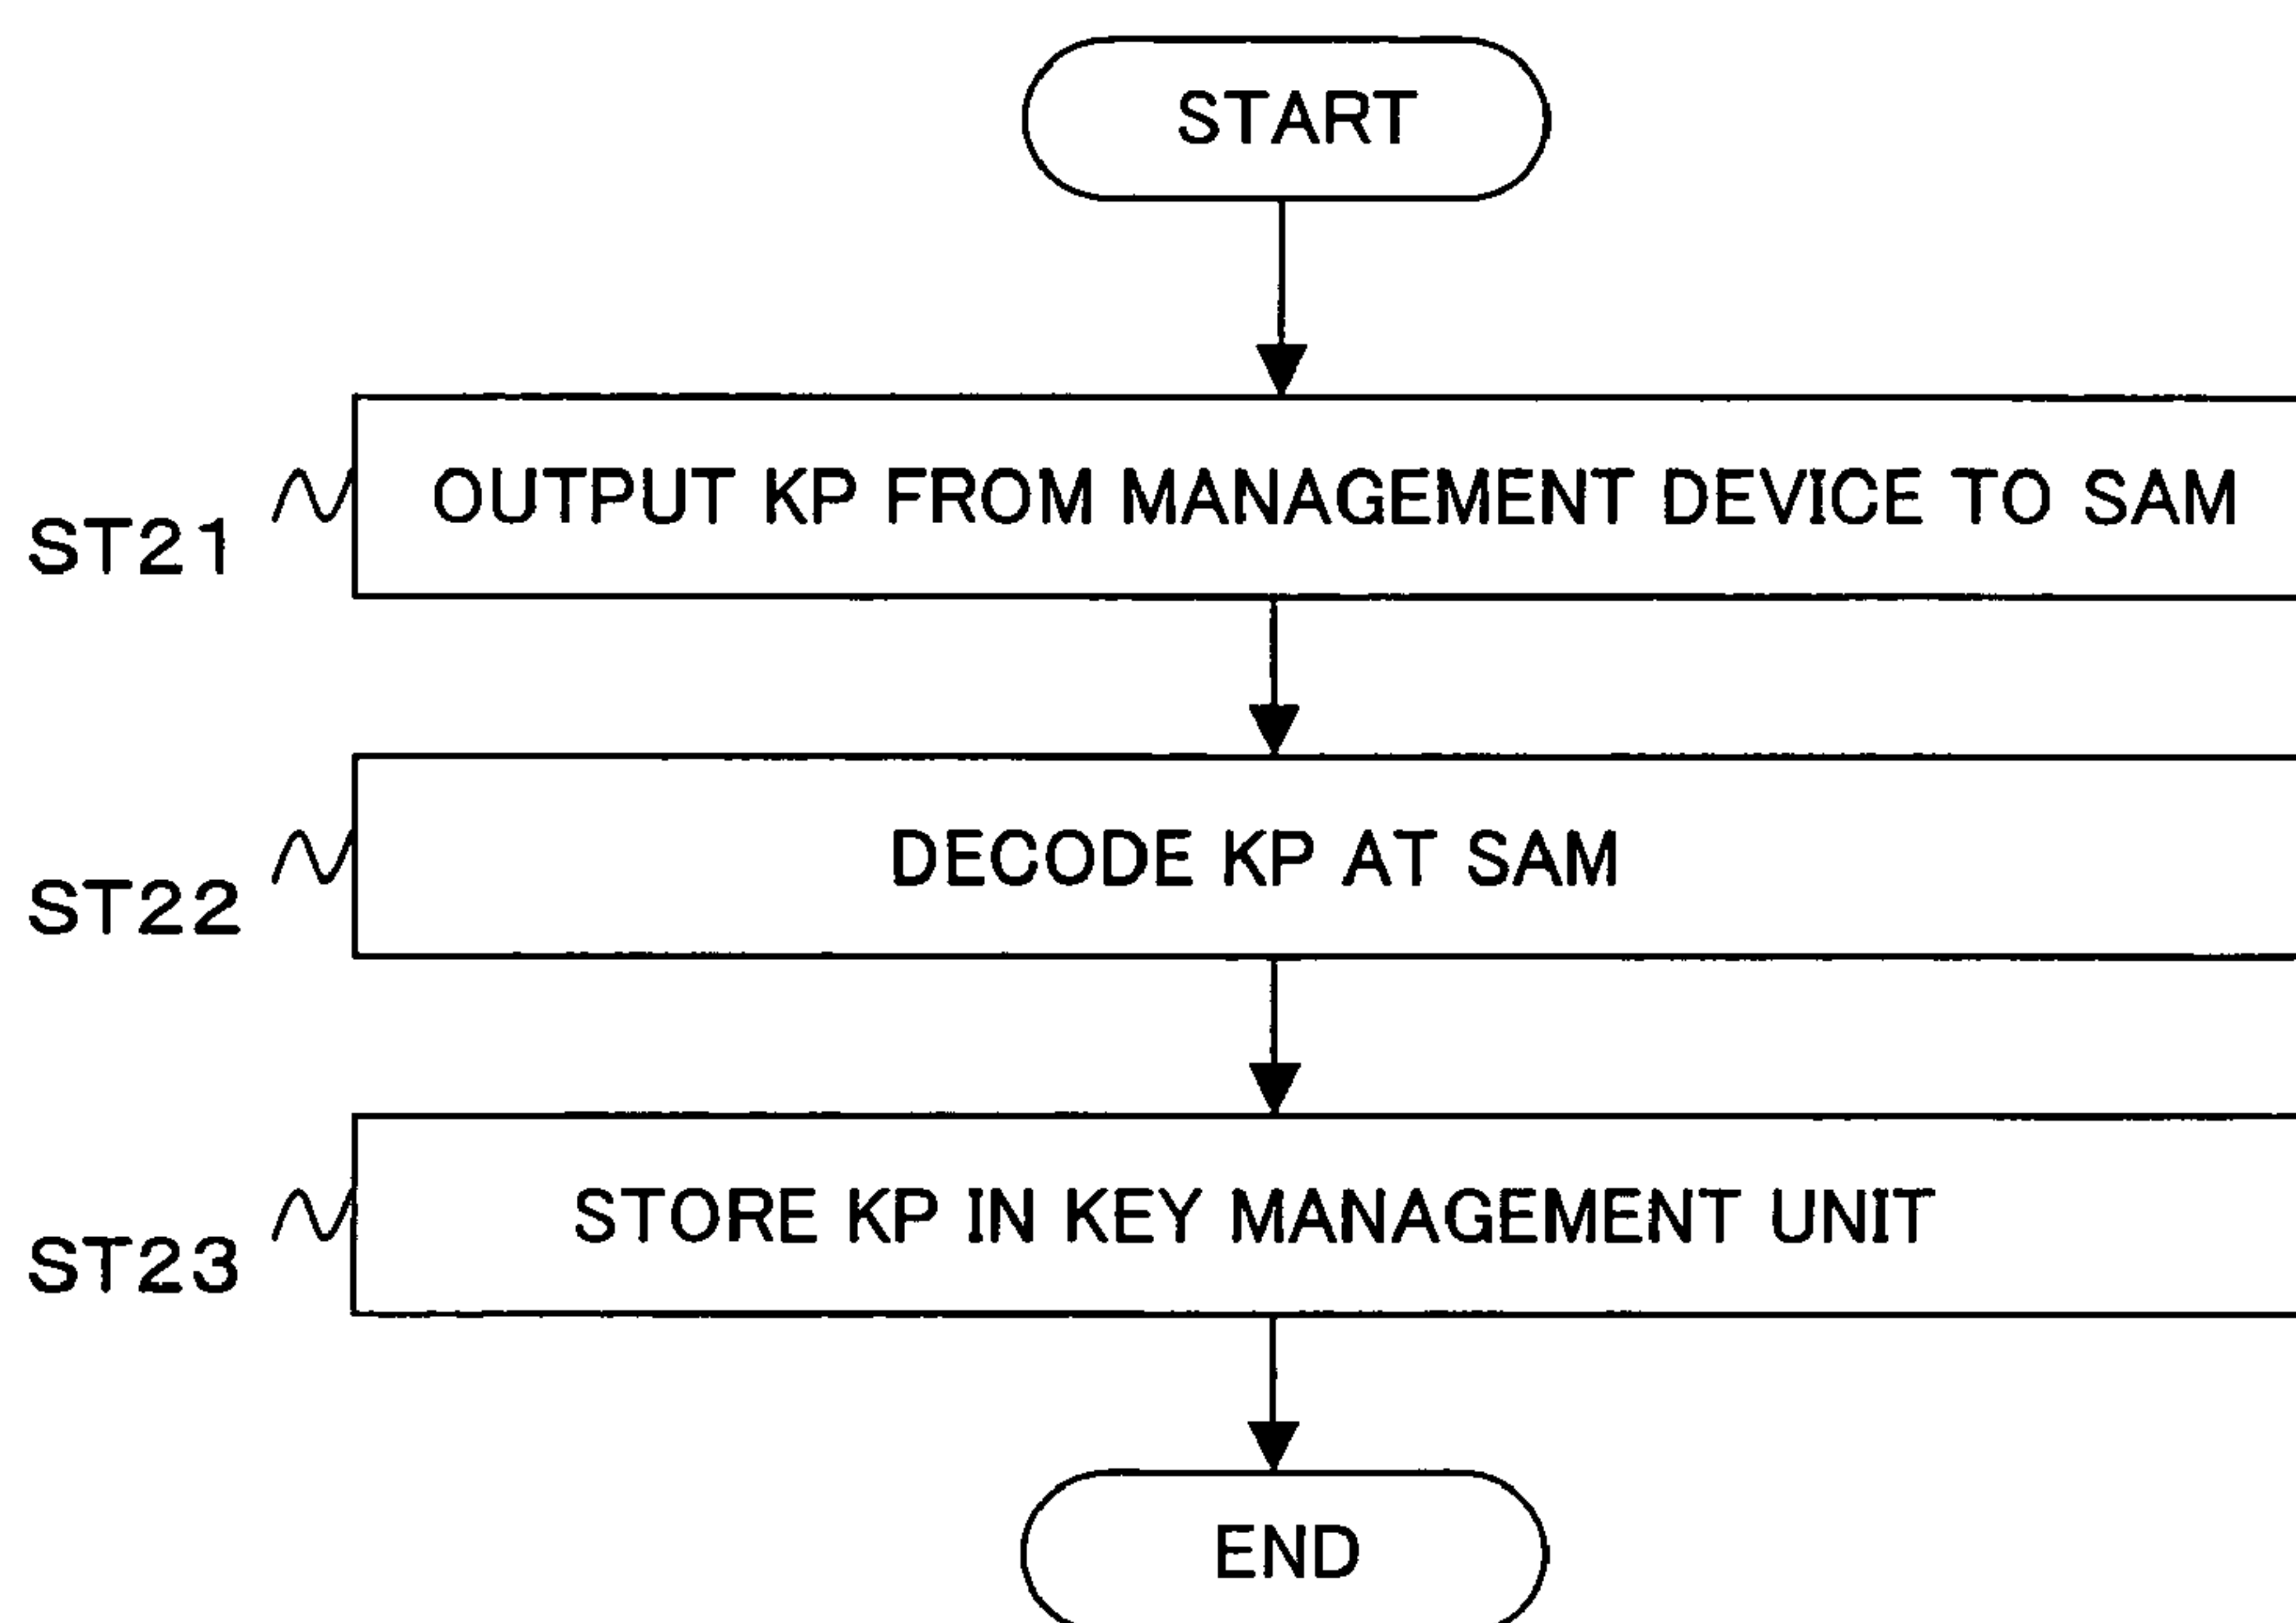 START
OUTPUT KP FROM MANAGEMENT DEVICE TO SAM
ST21
DECODE KP AT SAM
ST22
STORE KP IN KEY MANAGEMENT UNIT
ST23
END